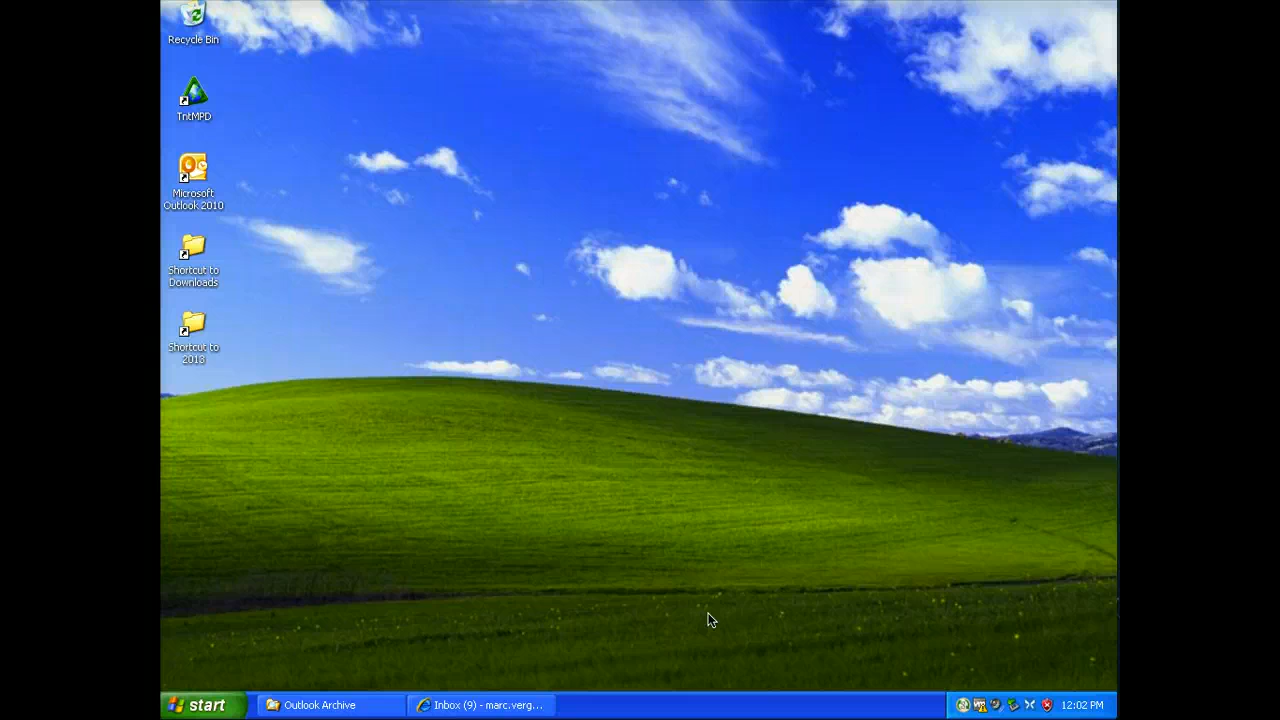 Recycle Bin
TntMPD
Microsoft
Outlook 2010
Shortcut to
Downloads
Shortcut to
2013
start
Outlook Archive
Inbox (9) - marc.verg...
12:02 PM